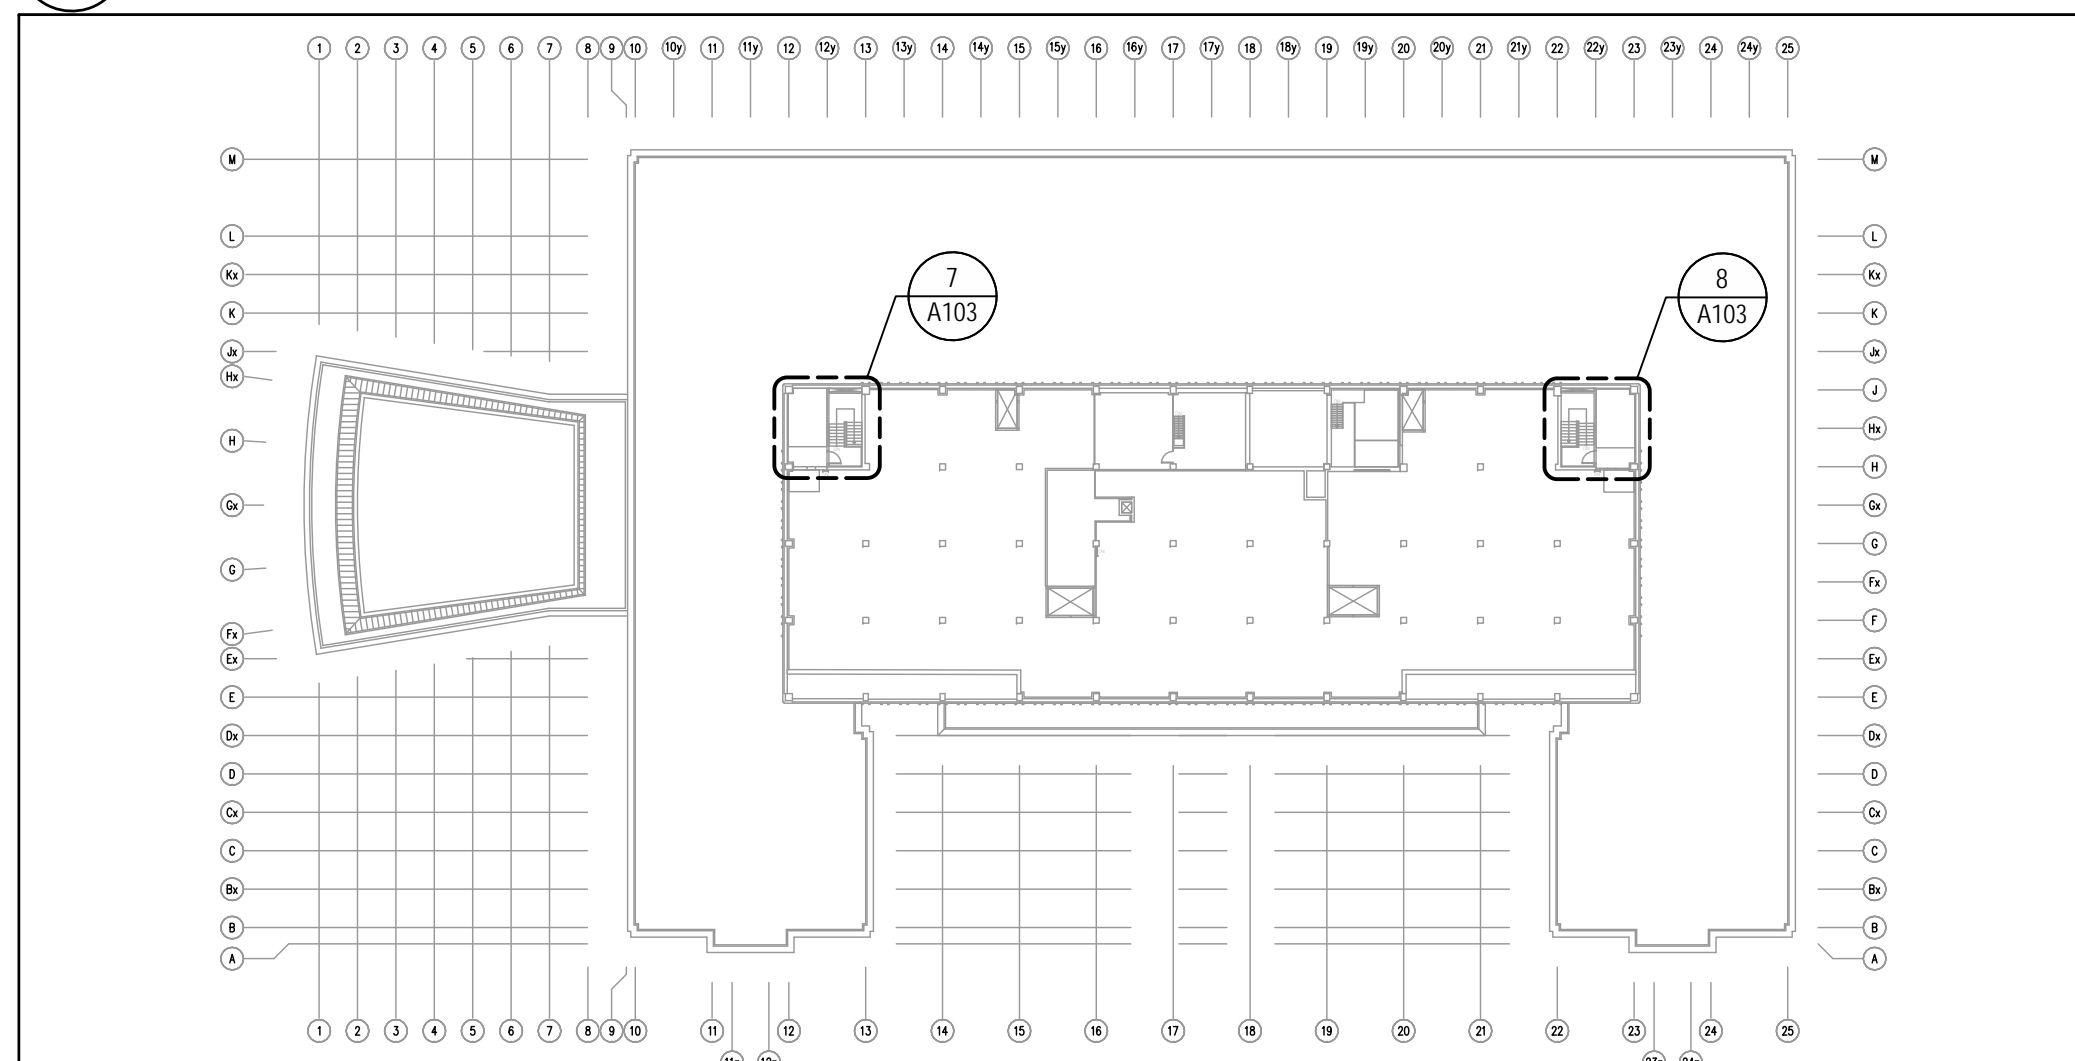 1 2 3 4 5 6 7 8 9 10 10y 11 11y 12 12y 13 13y 14 14y 15 15y 16 16y 17 17y 18 18y 19 19y 20 20y 21 21y 22 22y 23 23y 24 24y 25
M M
L L
Kx Kx
K K
Jx Jx
Hx J
H Hx
H
Gx Gx
G G
Fx
Fx F
Ex Ex
E E
Dx Dx
D D
Cx Cx
C C
Bx Bx
B B
A A
7
A103
8
A103
1 2 3 4 5 6 7 8 9 10 11 12 13 14 15 16 17 18 19 20 21 22 23 24 25